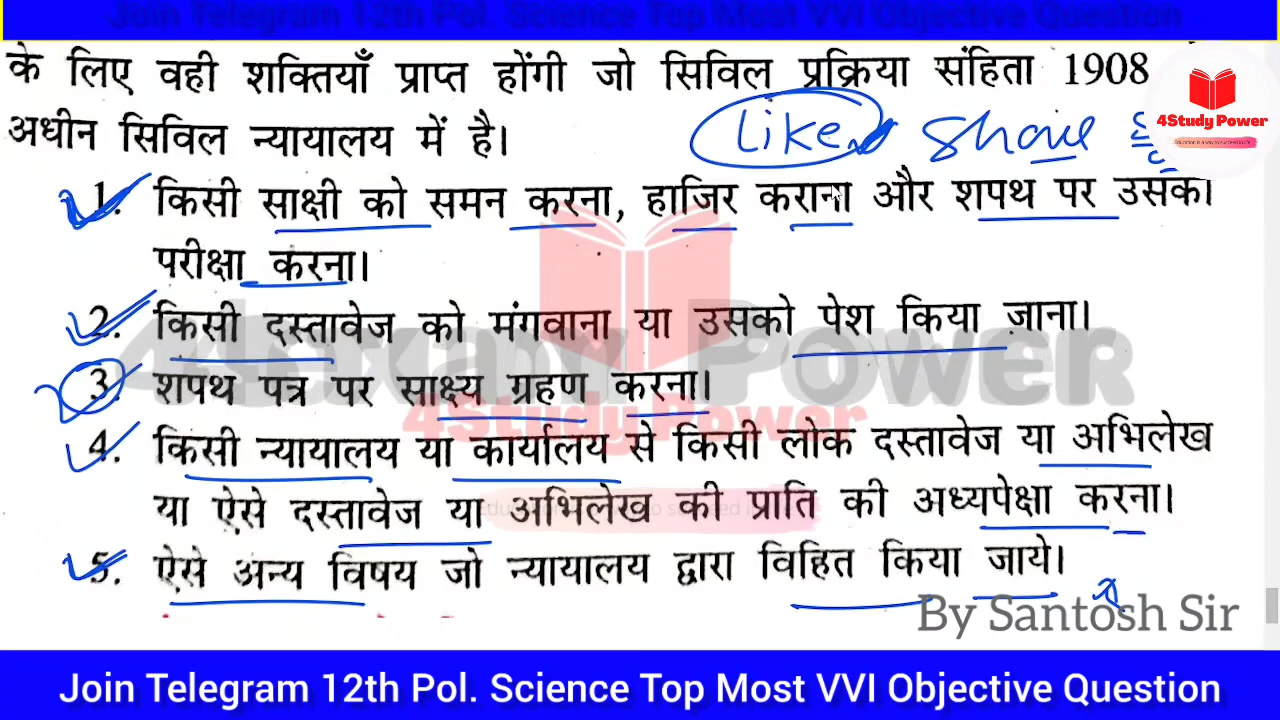 Join Telegram 12th Pol. Science Top Most VVI Objective Question
के लिए वही शक्तियाँ प्राप्त होंगी जो सिविल प्रक्रिया संहिता 1908
अधीन सिविल न्यायालय में है।
Like Share
4Study Power
1. किसी साक्षी को समन करना, हाजिर कराना और शपथ पर उसका
परीक्षा करना।
2. किसी दस्तावेज को मंगवाना या उसको पेश किया जाना।
3. शपथ पत्र पर साक्ष्य ग्रहण करना।
4StudyPower
4. किसी न्यायालय या कार्यालय से किसी लोक दस्तावेज या अभिलेख
या ऐसे दस्तावेज या अभिलेख की प्राति की अध्यपेक्षा करना।
5. ऐसे अन्य विषय जो न्यायालय द्वारा विहित किया जाये।
By Santosh Sir
Join Telegram 12th Pol. Science Top Most VVI Objective Question